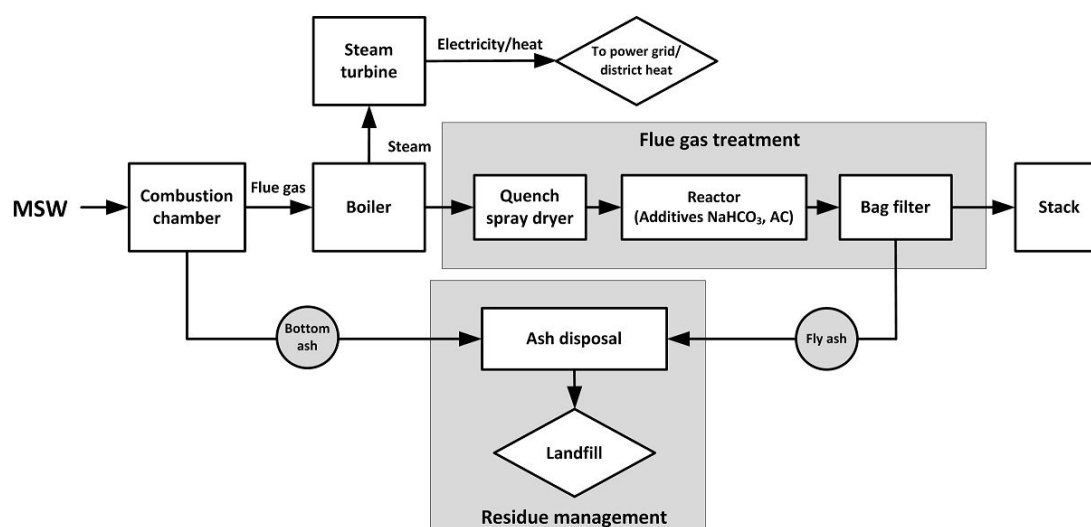 Steam
turbine
Electricity/heat
To power grid/
district heat
Steam
Flue gas treatment
MSW
Combustion
chamber
Flue gas
Boiler
Quench
spray dryer
Reactor
(Additives NaHCO₃, AC)
Bag filter
Stack
Bottom
ash
Ash disposal
Fly ash
Landfill
Residue management